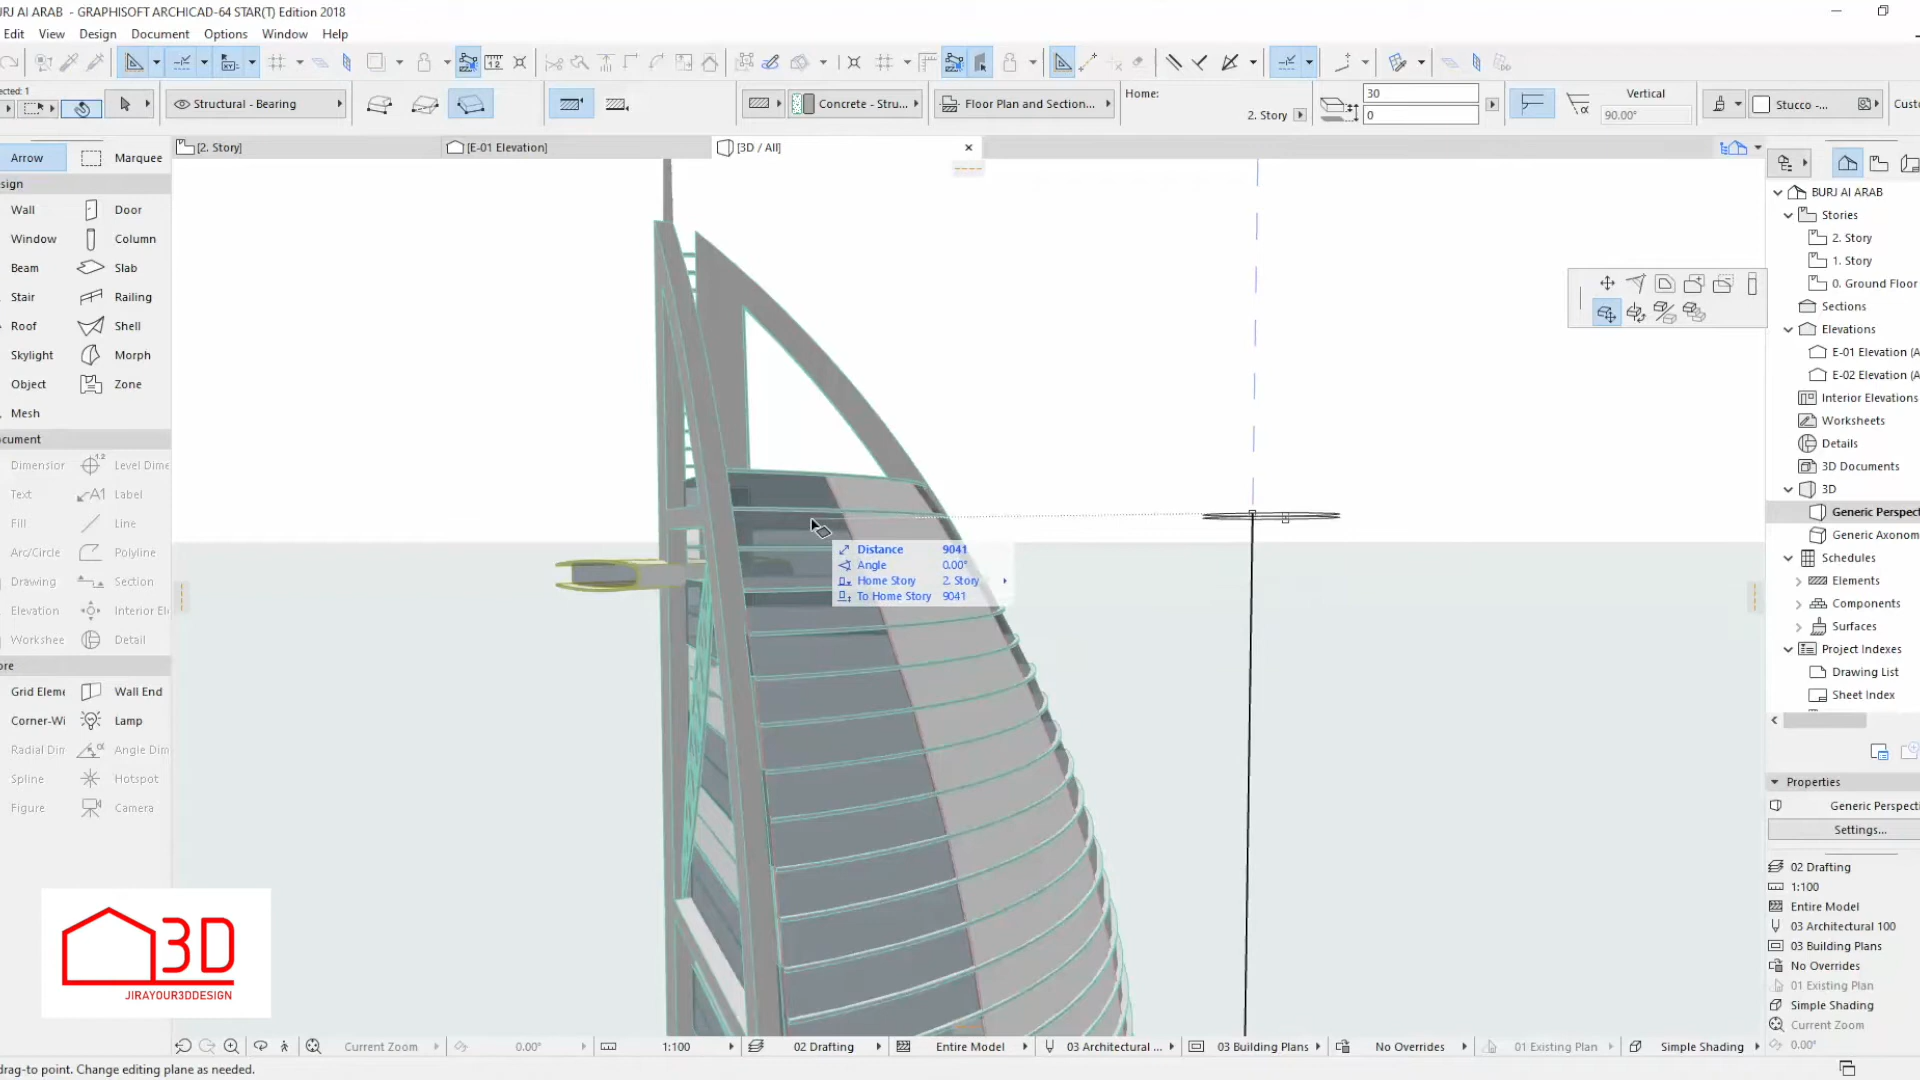 BURJ AI ARAB - GRAPHISOFT ARCHICAD-64 STAR(T) Edition 2018
Edit View Design Document Options Window Help
ected: 1
Structural - Bearing
Concrete - Stru...
Floor Plan and Section...
Home:
2. Story
30
0
Vertical
90.00°
Stucco -...
Custo
[2. Story]
[E-01 Elevation]
[3D / All]
Arrow Marquee
sign
Wall Door
Window Column
Beam Slab
Stair Railing
Roof Shell
Skylight Morph
Object Zone
Mesh
cument
Dimension Level Dime
Text Label
Fill Line
Arc/Circle Polyline
Drawing Section
Elevation Interior El
Workshee Detail
ore
Grid Eleme Wall End
Corner-Wi Lamp
Radial Dim Angle Dim
Spline Hotspot
Figure Camera
Distance 9041
Angle 0.00°
Home Story 2. Story
To Home Story 9041
BURJ AI ARAB
Stories
2. Story
1. Story
0. Ground Floor
Sections
Elevations
E-01 Elevation (A
E-02 Elevation (A
Interior Elevations
Worksheets
Details
3D Documents
3D
Generic Perspect
Generic Axonom
Schedules
Elements
Components
Surfaces
Project Indexes
Drawing List
Sheet Index
Properties
Generic Perspecti
Settings...
02 Drafting
1:100
Entire Model
03 Architectural 100
03 Building Plans
No Overrides
01 Existing Plan
Simple Shading
Current Zoom
0.00°
3D
JIRAYOUR3DDESIGN
Current Zoom 0.00° 1:100 02 Drafting Entire Model 03 Architectural ... 03 Building Plans No Overrides 01 Existing Plan Simple Shading
drag-to point. Change editing plane as needed.